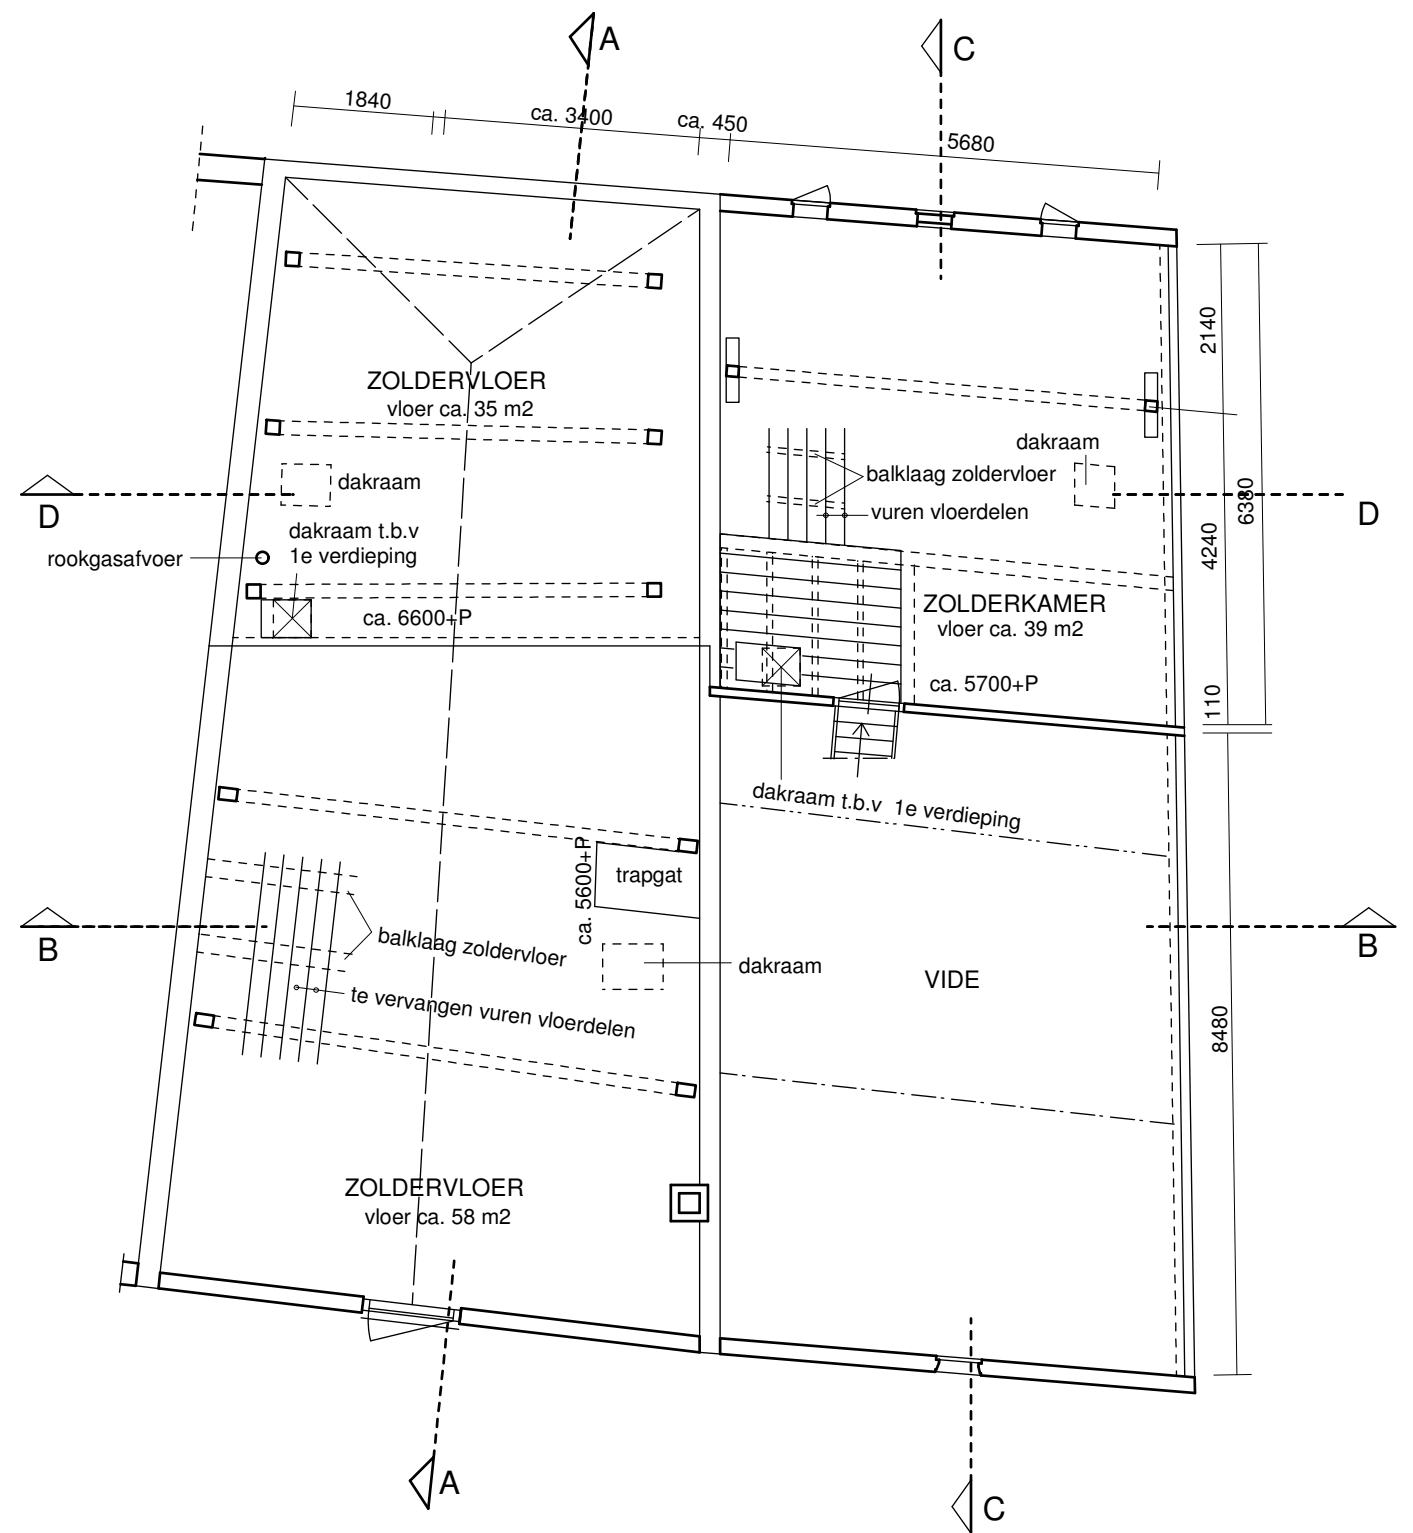 A
C
1840
ca. 3400
ca. 450
5680
2140
ZOLDERVLOER
vloer ca. 35 m2
dakraam
balklaag zoldervloer
vuren vloerdelen
dakraam
6380
D
D
dakraam t.b.v
1e verdieping
rookgasafvoer
4240
ca. 6600+P
ZOLDERKAMER
vloer ca. 39 m2
ca. 5700+P
110
dakraam t.b.v 1e verdieping
ca. 5600+P
trapgat
B
B
balklaag zoldervloer
dakraam
VIDE
te vervangen vuren vloerdelen
8480
ZOLDERVLOER
vloer ca. 58 m2
A
C